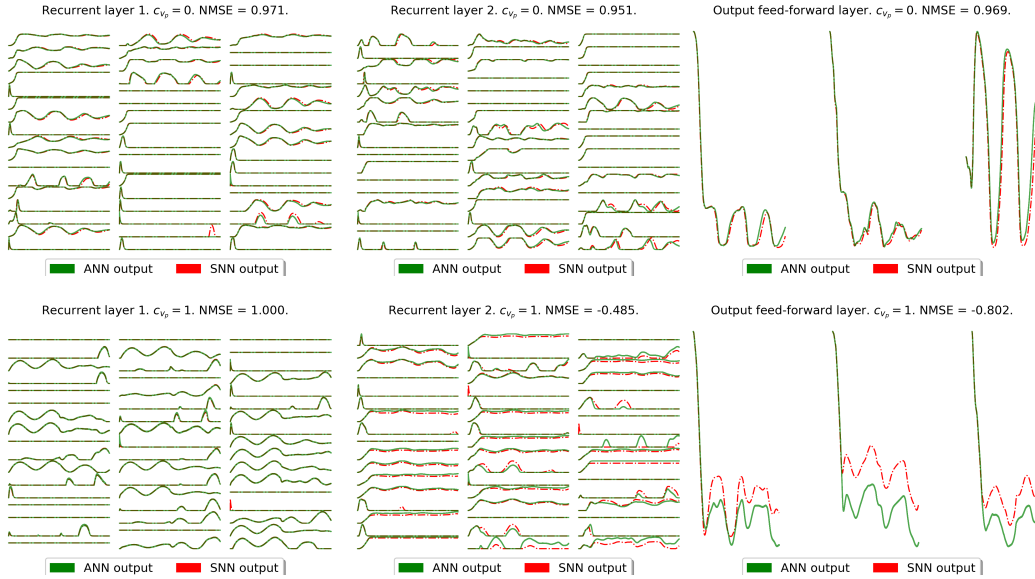 Recurrent layer 1. c_{v_p} = 0. NMSE = 0.971.
Recurrent layer 2. c_{v_p} = 0. NMSE = 0.951.
Output feed-forward layer. c_{v_p} = 0. NMSE = 0.969.
ANN output SNN output
ANN output SNN output
ANN output SNN output
Recurrent layer 1. c_{v_p} = 1. NMSE = 1.000.
Recurrent layer 2. c_{v_p} = 1. NMSE = -0.485.
Output feed-forward layer. c_{v_p} = 1. NMSE = -0.802.
ANN output SNN output
ANN output SNN output
ANN output SNN output